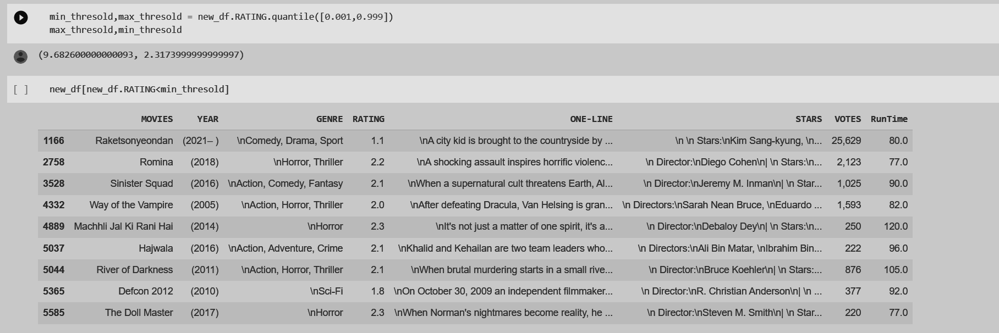 min_thresold,max_thresold = new_df.RATING.quantile([0.001,0.999])
max_thresold,min_thresold
(9.682600000000093, 2.3173999999999997)
[ ] new_df[new_df.RATING<min_thresold]
MOVIES YEAR GENRE RATING ONE-LINE STARS VOTES RunTime
1166 Raketsonyeondan (2021– ) \nComedy, Drama, Sport 1.1 \nA city kid is brought to the countryside by ... \n \n Stars:\nKim Sang-kyung, \n... 25,629 80.0
2758 Romina (2018) \nHorror, Thriller 2.2 \nA shocking assault inspires horrific violenc... \n Director:\nDiego Cohen\n| \n Stars:\n... 2,123 77.0
3528 Sinister Squad (2016) \nAction, Comedy, Fantasy 2.1 \nWhen a supernatural cult threatens Earth, Al... \n Director:\nJeremy M. Inman\n| \n Star... 1,025 90.0
4332 Way of the Vampire (2005) \nAction, Horror, Thriller 2.0 \nAfter defeating Dracula, Van Helsing is gran... \n Directors:\nSarah Nean Bruce, \nEduardo ... 1,593 82.0
4889 Machhli Jal Ki Rani Hai (2014) \nHorror 2.3 \nIt's not just a matter of one spirit, it's a... \n Director:\nDebaloy Dey\n| \n Stars:\n... 250 120.0
5037 Hajwala (2016) \nAction, Adventure, Crime 2.1 \nKhalid and Kehailan are two team leaders who... \n Directors:\nAli Bin Matar, \nIbrahim Bin... 222 96.0
5044 River of Darkness (2011) \nAction, Horror, Thriller 2.1 \nWhen brutal murdering starts in a small rive... \n Director:\nBruce Koehler\n| \n Stars:... 876 105.0
5365 Defcon 2012 (2010) \nSci-Fi 1.8 \nOn October 30, 2009 an independent filmmaker... \n Director:\nR. Christian Anderson\n| \n ... 377 92.0
5585 The Doll Master (2017) \nHorror 2.3 \nWhen Norman's nightmares become reality, he ... \n Director:\nSteven M. Smith\n| \n Star... 220 77.0